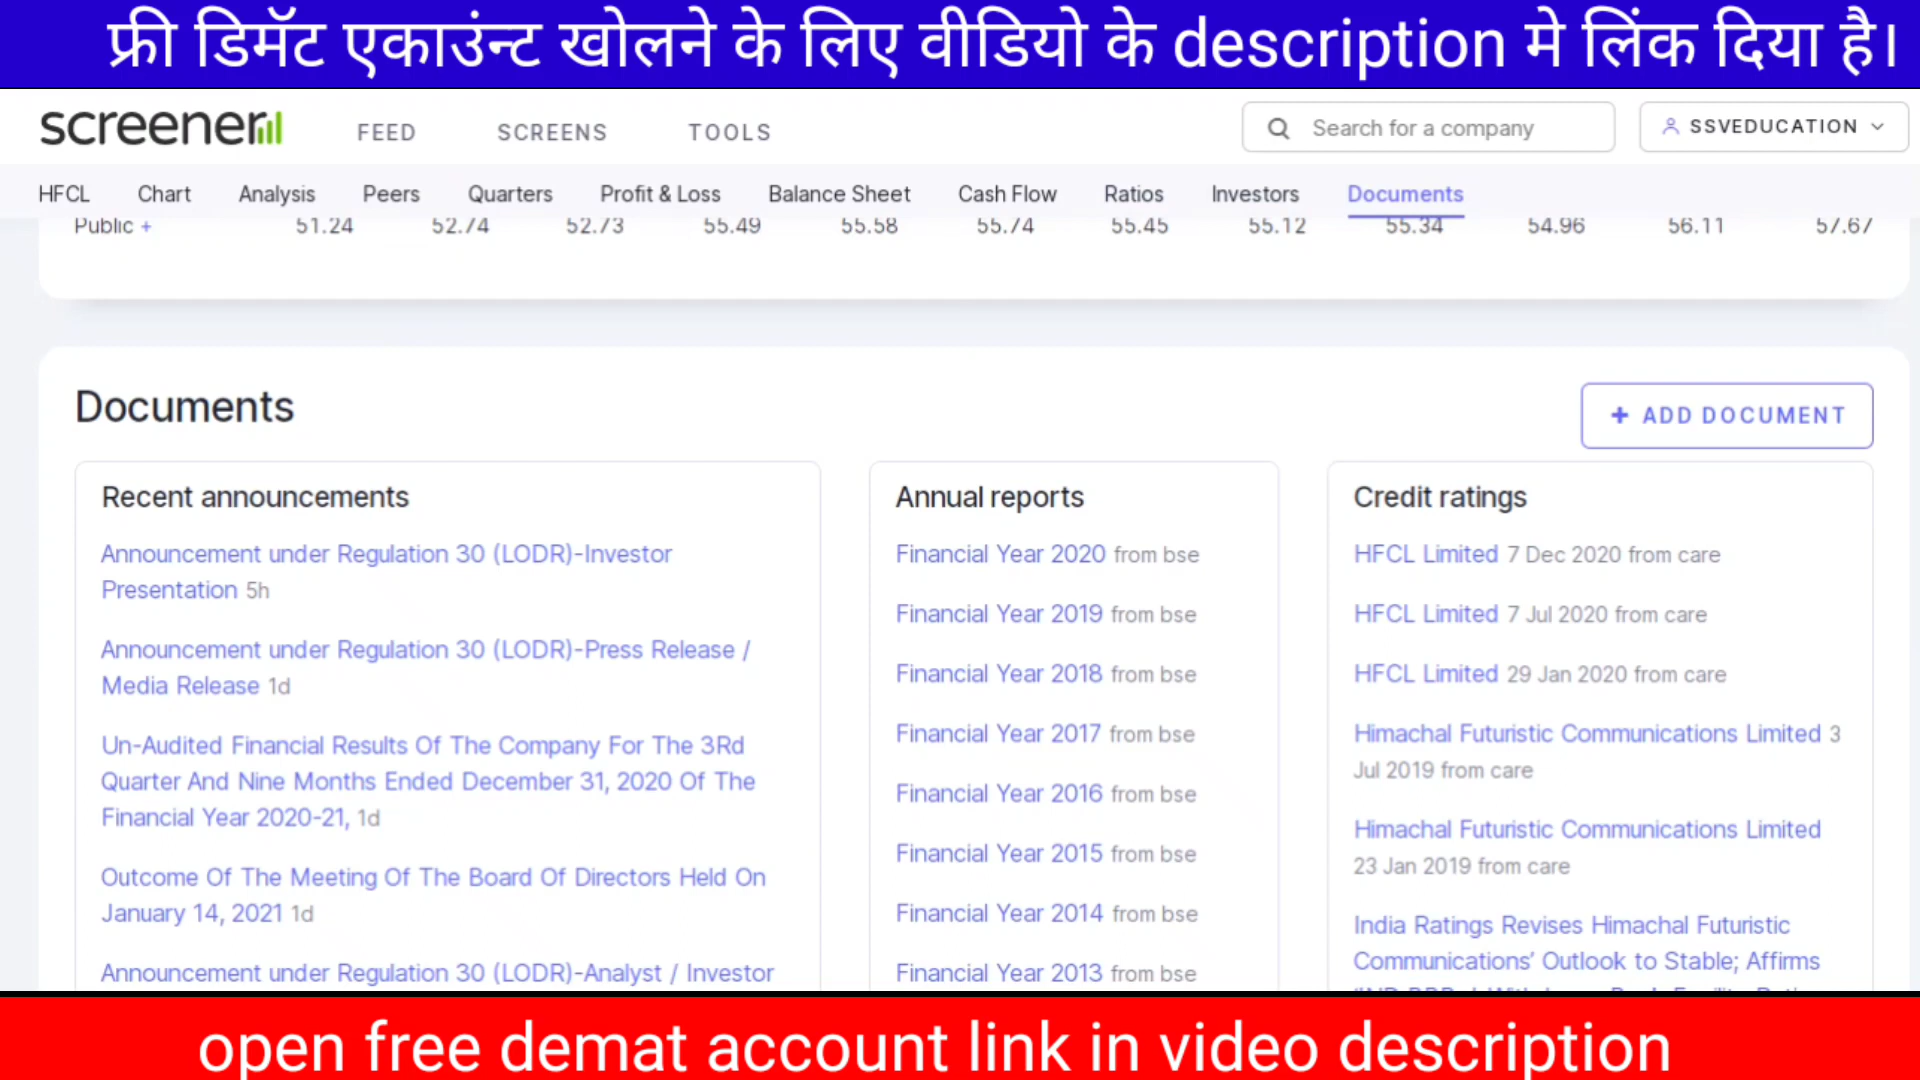 फ्री डिमॅट एकाउंन्ट खोलने के लिए वीडियो के description मे लिंक दिया है।
screener
FEED SCREENS TOOLS
Search for a company
SSVEDUCATION
HFCL Chart Analysis Peers Quarters Profit & Loss Balance Sheet Cash Flow Ratios Investors Documents
Public + 51.24 52.74 52.73 55.49 55.58 55.74 55.45 55.12 55.34 54.96 56.11 57.67
Documents
+ ADD DOCUMENT
Recent announcements
Announcement under Regulation 30 (LODR)-Investor
Presentation 5h
Announcement under Regulation 30 (LODR)-Press Release /
Media Release 1d
Un-Audited Financial Results Of The Company For The 3Rd
Quarter And Nine Months Ended December 31, 2020 Of The
Financial Year 2020-21, 1d
Outcome Of The Meeting Of The Board Of Directors Held On
January 14, 2021 1d
Announcement under Regulation 30 (LODR)-Analyst / Investor
Annual reports
Financial Year 2020 from bse
Financial Year 2019 from bse
Financial Year 2018 from bse
Financial Year 2017 from bse
Financial Year 2016 from bse
Financial Year 2015 from bse
Financial Year 2014 from bse
Financial Year 2013 from bse
Credit ratings
HFCL Limited 7 Dec 2020 from care
HFCL Limited 7 Jul 2020 from care
HFCL Limited 29 Jan 2020 from care
Himachal Futuristic Communications Limited 3
Jul 2019 from care
Himachal Futuristic Communications Limited
23 Jan 2019 from care
India Ratings Revises Himachal Futuristic
Communications’ Outlook to Stable; Affirms
open free demat account link in video description